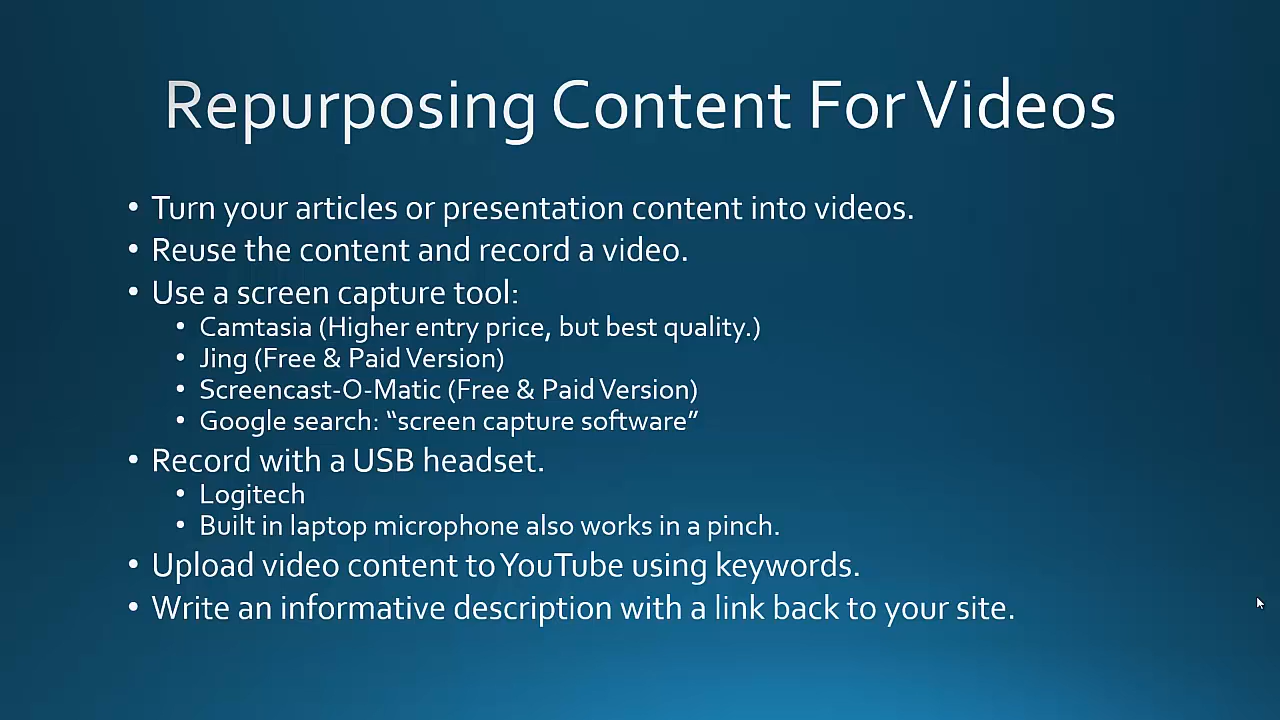 Repurposing Content For Videos
• Turn your articles or presentation content into videos.
• Reuse the content and record a video.
• Use a screen capture tool:
• Camtasia (Higher entry price, but best quality.)
• Jing (Free & Paid Version)
• Screencast-O-Matic (Free & Paid Version)
• Google search: “screen capture software”
• Record with a USB headset.
• Logitech
• Built in laptop microphone also works in a pinch.
• Upload video content to YouTube using keywords.
• Write an informative description with a link back to your site.